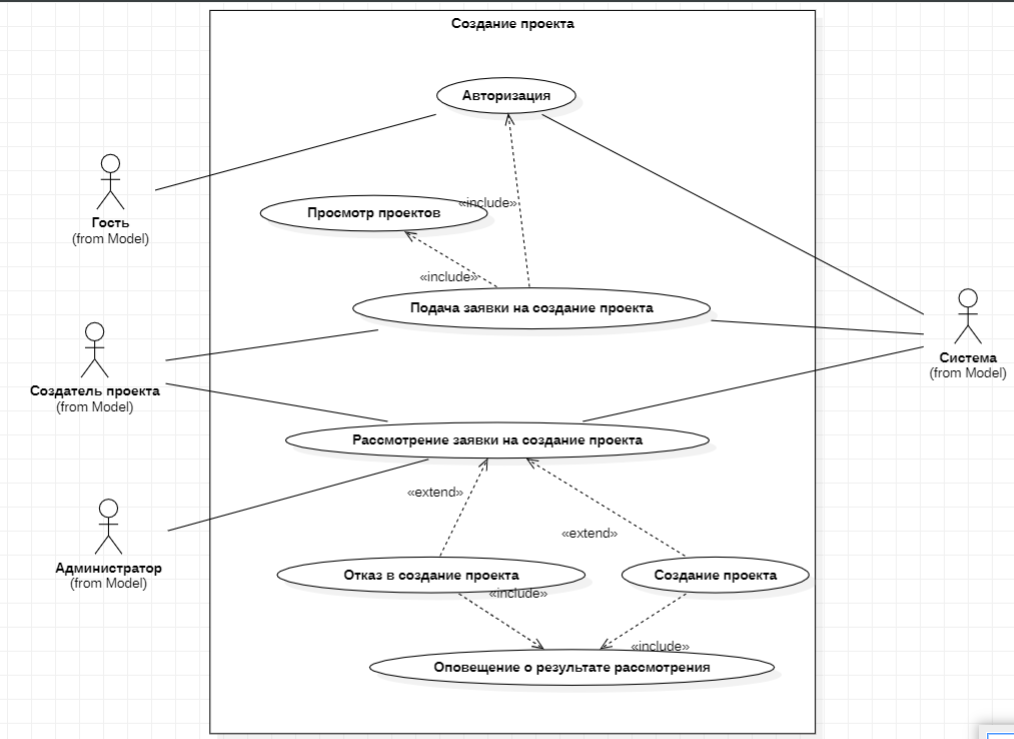 Создание проекта
Авторизация
Гость
(from Model)
«include»
Просмотр проектов
«include»
Подача заявки на создание проекта
Система
(from Model)
Создатель проекта
(from Model)
Рассмотрение заявки на создание проекта
«extend»
«extend»
Администратор
(from Model)
Отказ в создание проекта
Создание проекта
«include»
«include»
Оповещение о результате рассмотрения